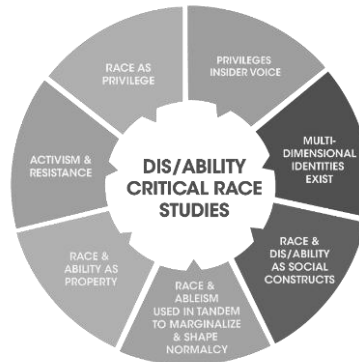 RACE AS
PRIVILEGE
PRIVILEGES
INSIDER VOICE
MULTI-
DIMENSIONAL
IDENTITIES
EXIST
RACE &
DIS/ABILITY
AS SOCIAL
CONSTRUCTS
RACE &
ABLEISM
USED IN TANDEM
TO MARGINALIZE
& SHAPE
NORMALCY
RACE &
ABILITY AS
PROPERTY
ACTIVISM &
RESISTANCE
DIS/ABILITY
CRITICAL RACE
STUDIES